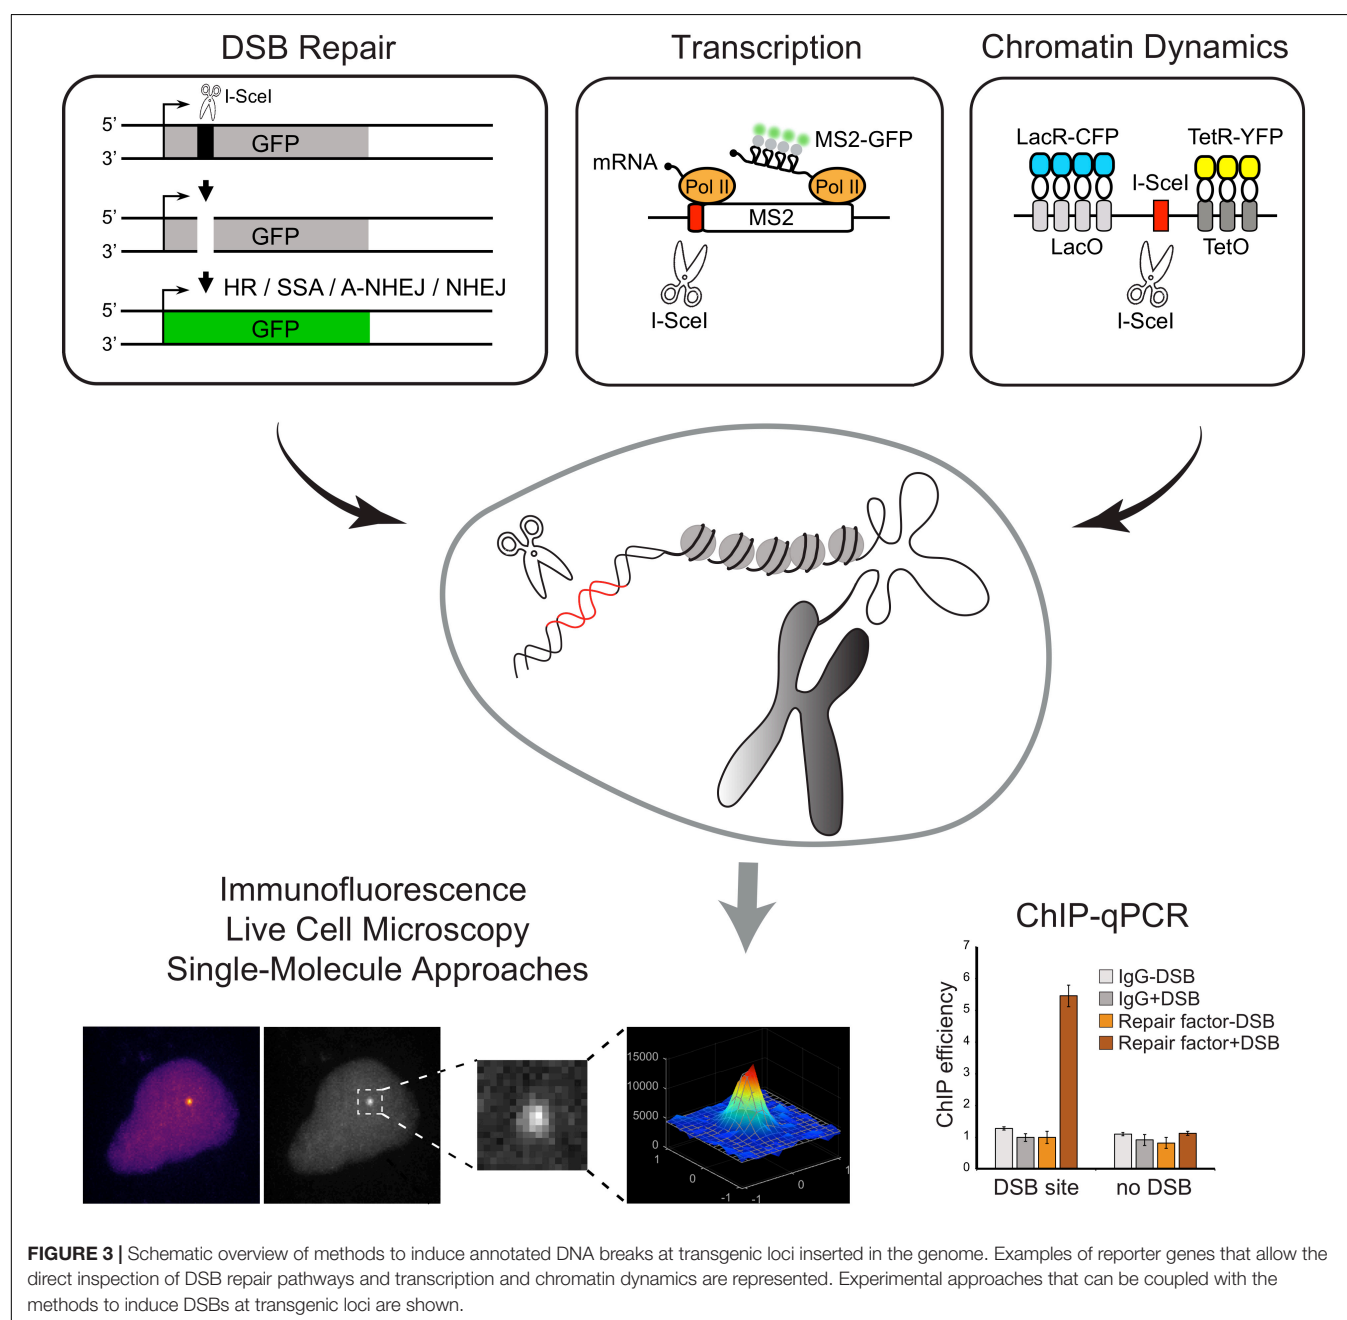 DSB Repair
Transcription
Chromatin Dynamics
I-SceI
5'
GFP
3'
5'
GFP
3'
HR / SSA / A-NHEJ / NHEJ
5'
GFP
3'
mRNA
MS2-GFP
Pol II
Pol II
MS2
I-SceI
LacR-CFP
TetR-YFP
I-SceI
LacO
TetO
I-SceI
Immunofluorescence
Live Cell Microscopy
Single-Molecule Approaches
15000
10000
5000
0
1
0
-1
-1
0
1
ChIP-qPCR
ChIP efficiency
7
6
5
4
3
2
1
0
IgG-DSB
IgG+DSB
Repair factor-DSB
Repair factor+DSB
DSB site
no DSB
FIGURE 3 | Schematic overview of methods to induce annotated DNA breaks at transgenic loci inserted in the genome. Examples of reporter genes that allow the
direct inspection of DSB repair pathways and transcription and chromatin dynamics are represented. Experimental approaches that can be coupled with the
methods to induce DSBs at transgenic loci are shown.